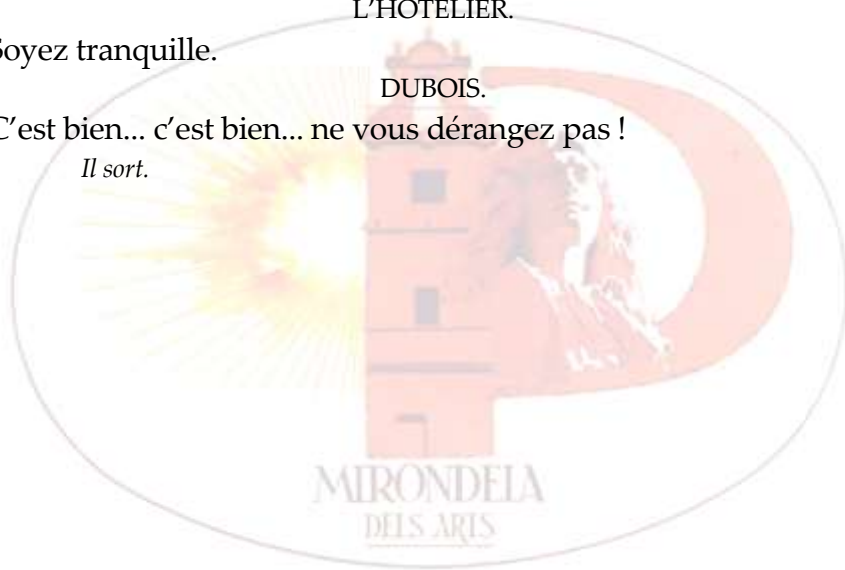 L'HOTELIER.
Soyez tranquille.
DUBOIS.
C'est bien... c'est bien... ne vous dérangez pas !
Il sort.
MIRONDELA
DELS ARTS